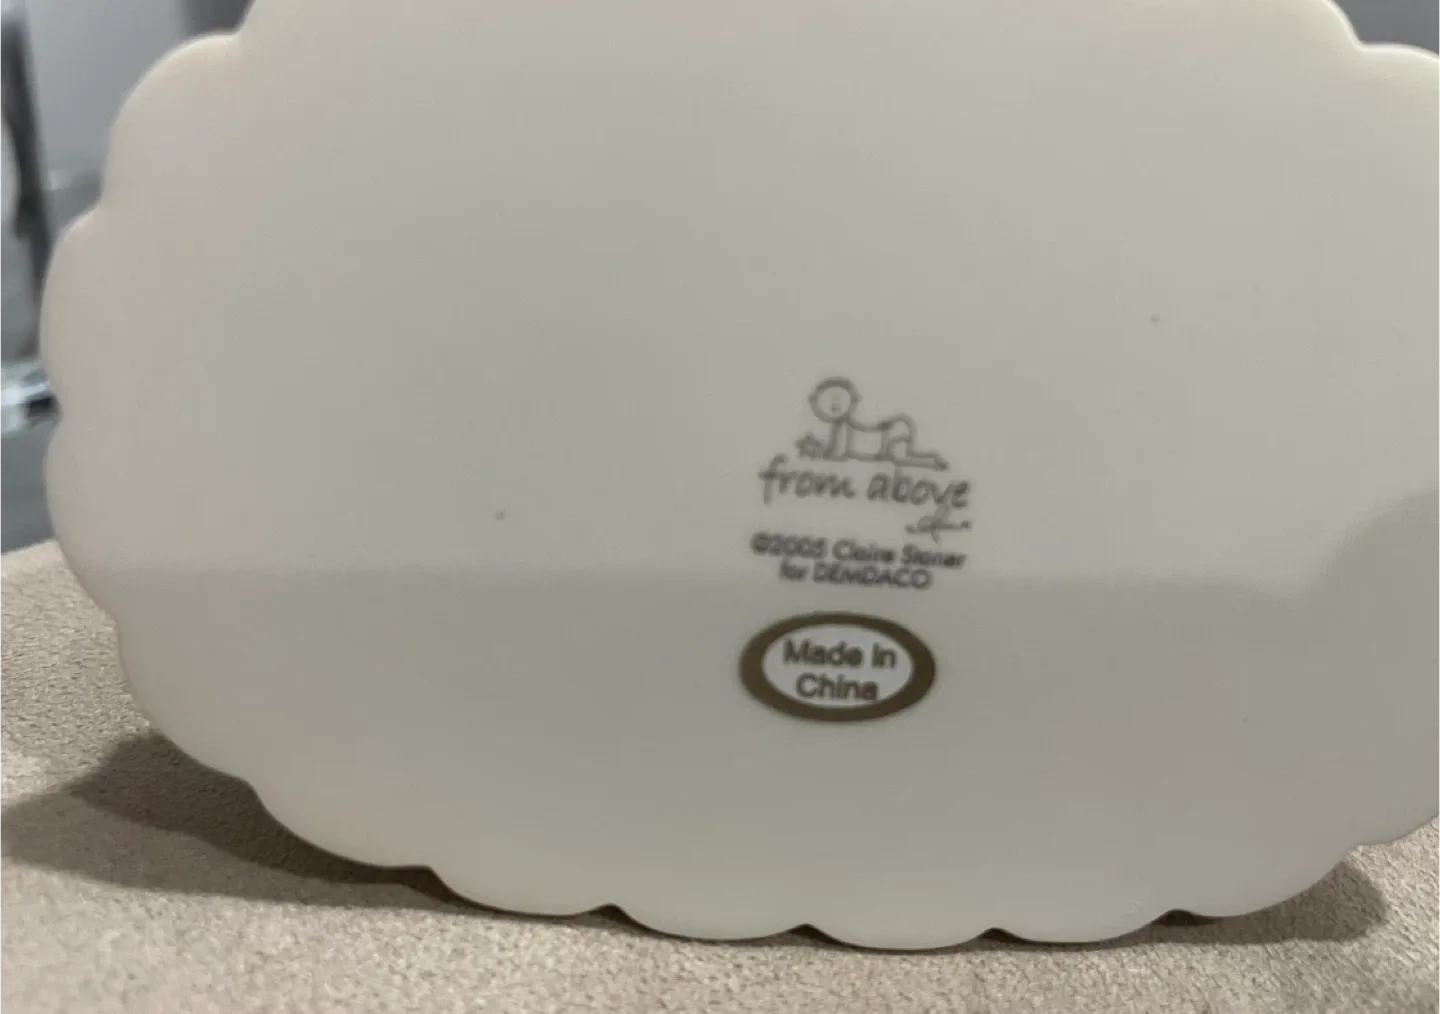 from above
©2005 Claire Stoner
for DEMDACO
Made in
China